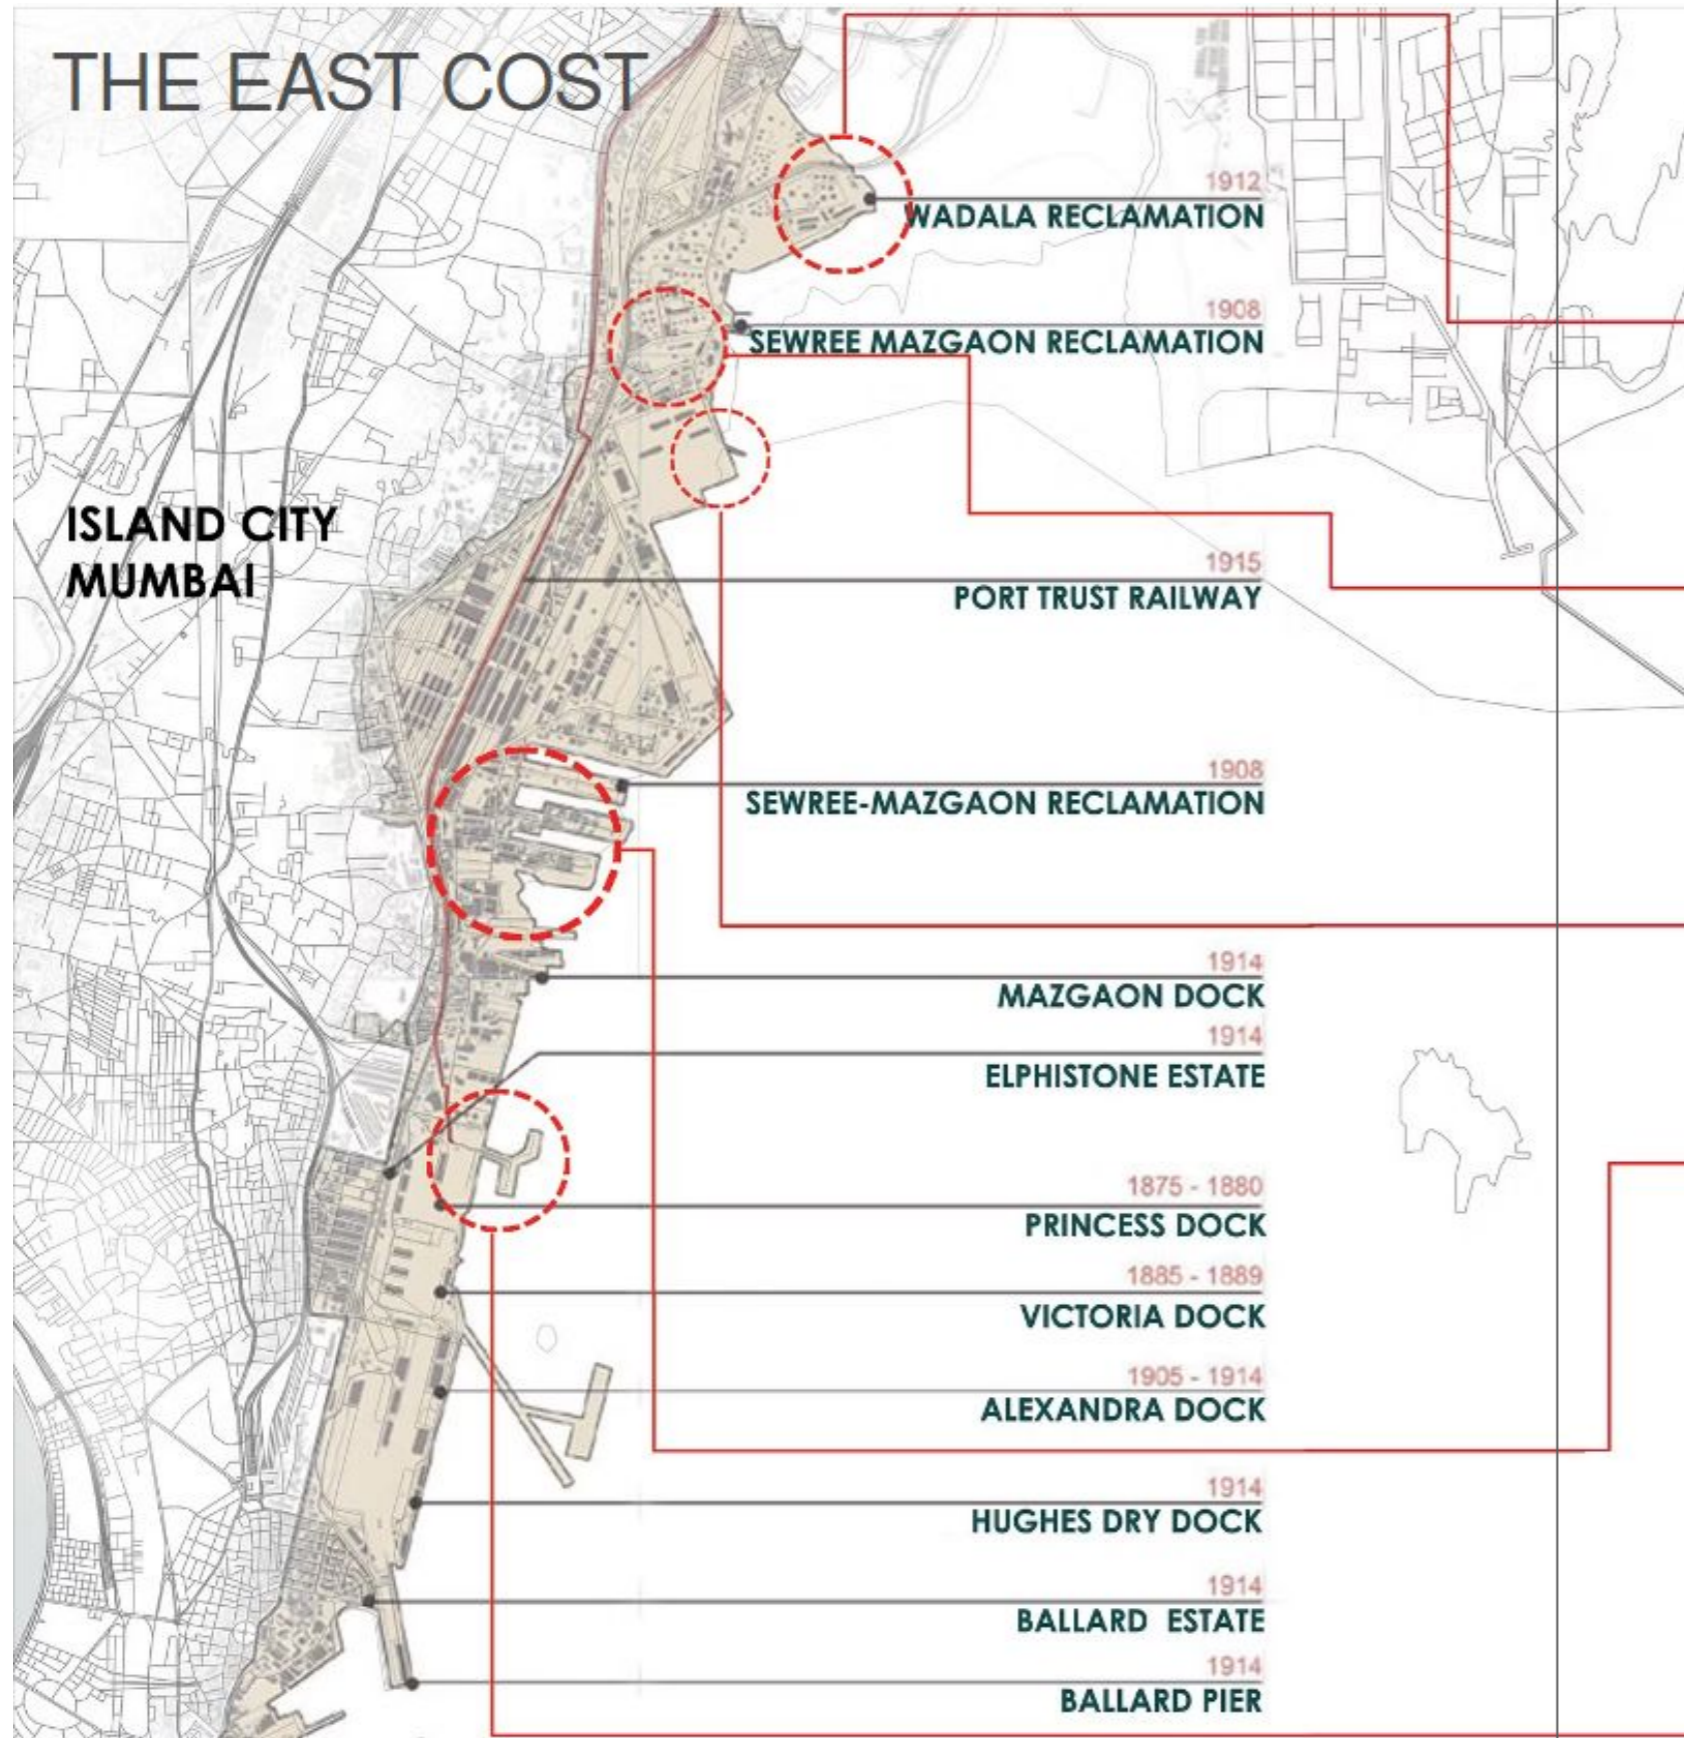 THE EAST COST
1912
WADALA RECLAMATION
1908
SEWREE MAZGAON RECLAMATION
ISLAND CITY
MUMBAI
1915
PORT TRUST RAILWAY
1908
SEWREE-MAZGAON RECLAMATION
1914
MAZGAON DOCK
1914
ELPHISTONE ESTATE
1875 - 1880
PRINCESS DOCK
1885 - 1889
VICTORIA DOCK
1905 - 1914
ALEXANDRA DOCK
1914
HUGHES DRY DOCK
1914
BALLARD ESTATE
1914
BALLARD PIER